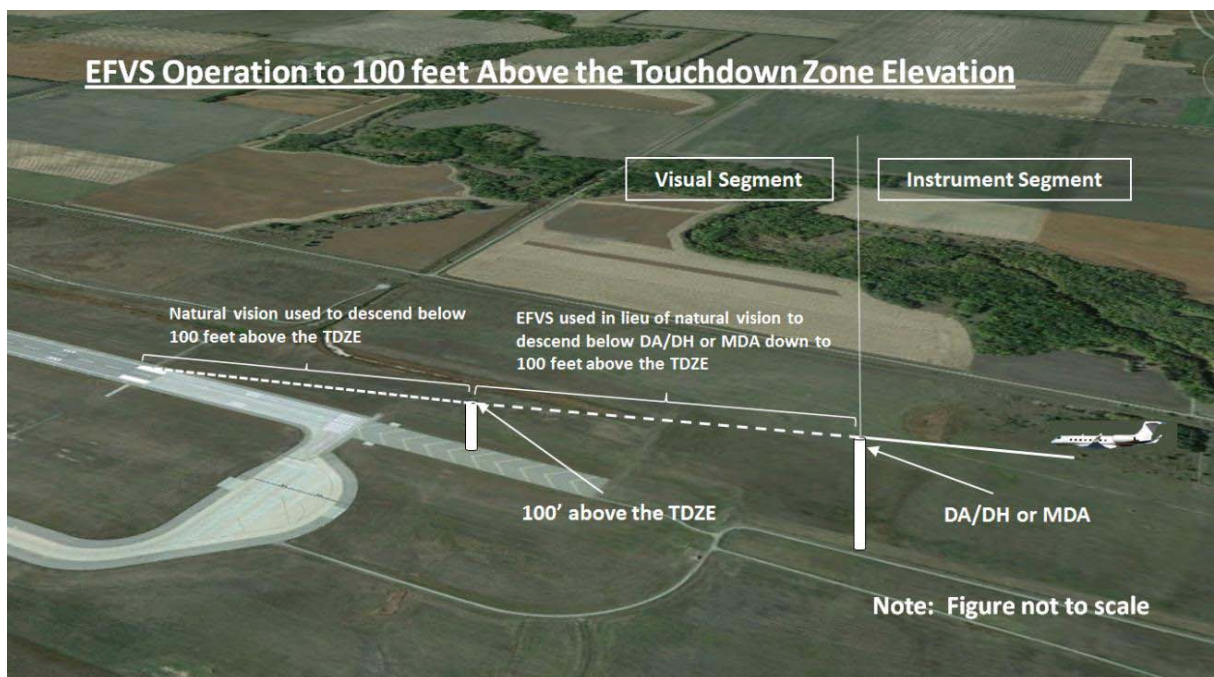 EFVS Operation to 100 feet Above the Touchdown Zone Elevation
Visual Segment
Instrument Segment
Natural vision used to descend below
100 feet above the TDZE
EFVS used in lieu of natural vision to
descend below DA/DH or MDA down to
100 feet above the TDZE
100’ above the TDZE
DA/DH or MDA
Note:  Figure not to scale